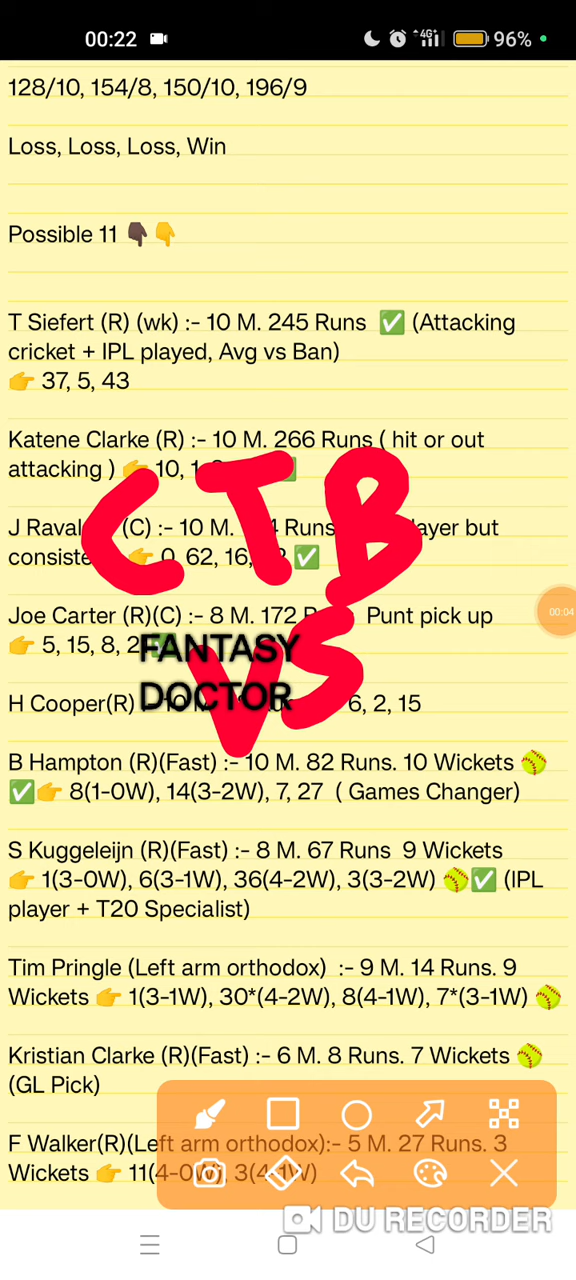 00:22 4G 96%
128/10, 154/8, 150/10, 196/9
Loss, Loss, Loss, Win
Possible 11 👇🏿👇
T Siefert (R) (wk) :- 10 M. 245 Runs ✅ (Attacking
cricket + IPL played, Avg vs Ban)
👉 37, 5, 43
Katene Clarke (R) :- 10 M. 266 Runs ( hit or out
attacking ) 👉 10,
J Raval (C) :- 10 M. Runs but
👉 0, 62, 16, ✅
Joe Carter (R)(C) :- 8 M. 172 Punt pick up
👉 5, 15, 8,
H Cooper(R) 6, 2, 15
CTB
VS
FANTASY
DOCTOR
00:04
B Hampton (R)(Fast) :- 10 M. 82 Runs. 10 Wickets 🥎
✅👉 8(1-0W), 14(3-2W), 7, 27 ( Games Changer)
S Kuggeleijn (R)(Fast) :- 8 M. 67 Runs 9 Wickets
👉 1(3-0W), 6(3-1W), 36(4-2W), 3(3-2W) 🥎✅ (IPL
player + T20 Specialist)
Tim Pringle (Left arm orthodox) :- 9 M. 14 Runs. 9
Wickets 👉 1(3-1W), 30*(4-2W), 8(4-1W), 7*(3-1W) 🥎
Kristian Clarke (R)(Fast) :- 6 M. 8 Runs. 7 Wickets 🥎
(GL Pick)
F Walker(R)(Left arm orthodox):- 5 M. 27 Runs. 3
Wickets 👉 11(4-0W), 3(4-1W)
DU RECORDER